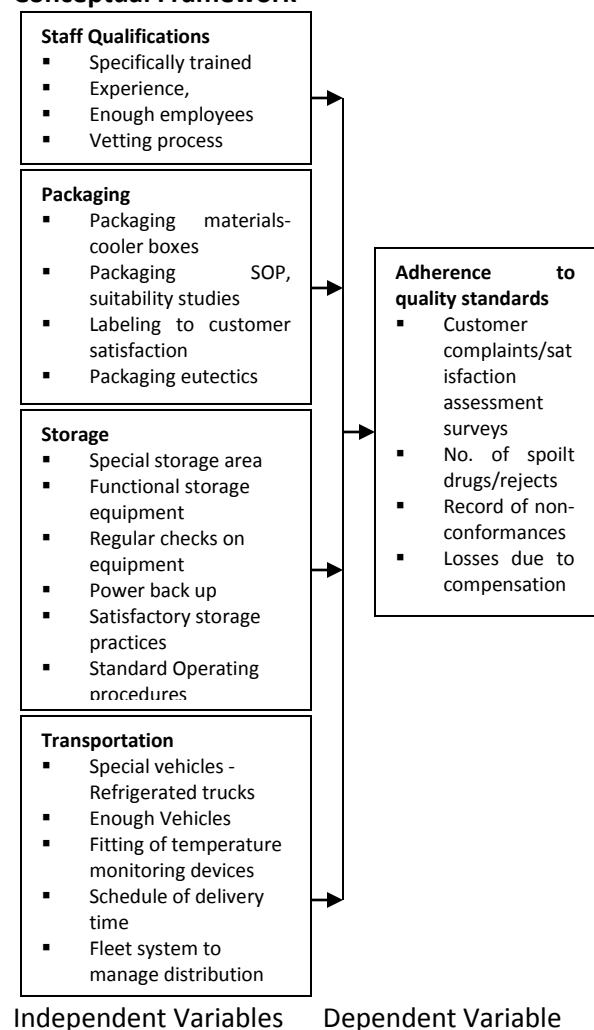 Conceptual Framework
Staff Qualifications
▪ Specifically trained
▪ Experience,
▪ Enough employees
▪ Vetting process
Packaging
▪ Packaging materials-
cooler boxes
▪ Packaging SOP,
suitability studies
▪ Labeling to customer
satisfaction
▪ Packaging eutectics
Storage
▪ Special storage area
▪ Functional storage
equipment
▪ Regular checks on
equipment
▪ Power back up
▪ Satisfactory storage
practices
▪ Standard Operating
procedures
Transportation
▪ Special vehicles -
Refrigerated trucks
▪ Enough Vehicles
▪ Fitting of temperature
monitoring devices
▪ Schedule of delivery
time
▪ Fleet system to
manage distribution
Adherence to
quality standards
▪ Customer
complaints/sat
isfaction
assessment
surveys
▪ No. of spoilt
drugs/rejects
▪ Record of non-
conformances
▪ Losses due to
compensation
Independent Variables
Dependent Variable